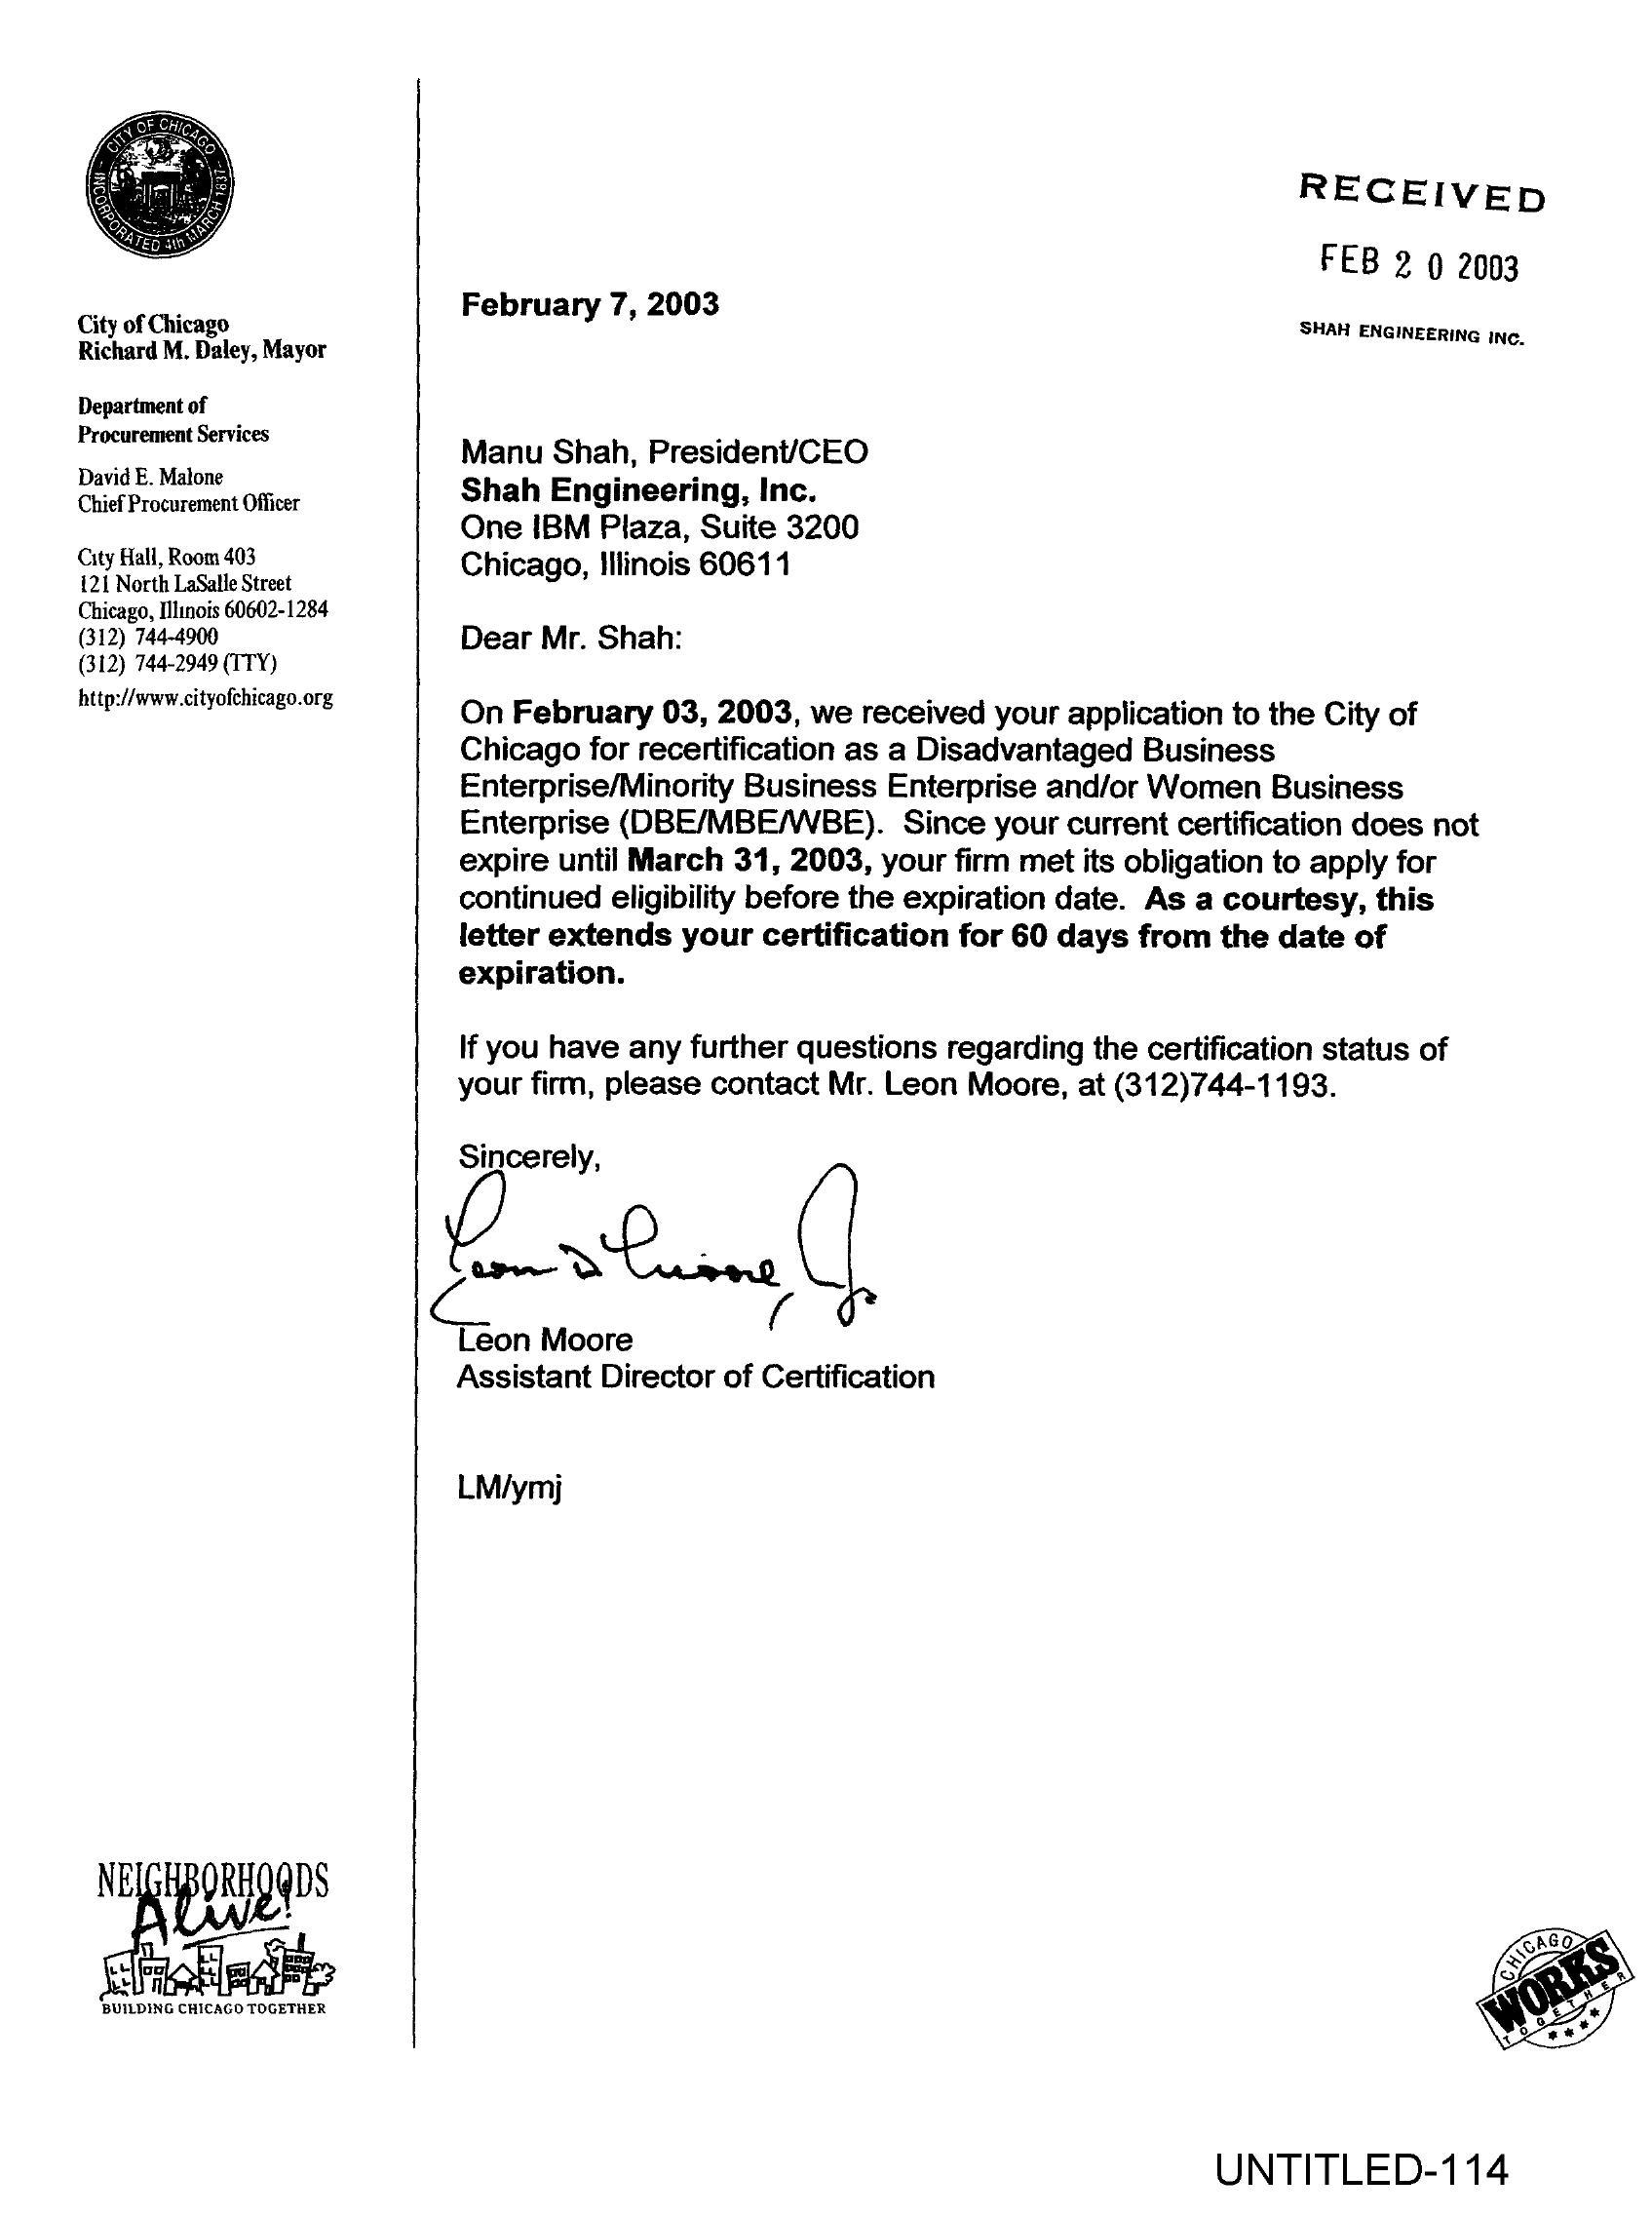 CITY OF CHICAGO
INCORPORATED 4th MARCH 1837
City of Chicago
Richard M. Daley, Mayor
Department of
Procurement Services
David E. Malone
Chief Procurement Officer
City Hall, Room 403
121 North LaSalle Street
Chicago, Illinois 60602-1284
(312) 744-4900
(312) 744-2949 (TTY)
http://www.cityofchicago.org
RECEIVED
FEB 20 2003
SHAH ENGINEERING INC.
February 7, 2003
Manu Shah, President/CEO
Shah Engineering, Inc.
One IBM Plaza, Suite 3200
Chicago, Illinois 60611
Dear Mr. Shah:
On February 03, 2003, we received your application to the City of
Chicago for recertification as a Disadvantaged Business
Enterprise/Minority Business Enterprise and/or Women Business
Enterprise (DBE/MBE/WBE). Since your current certification does not
expire until March 31, 2003, your firm met its obligation to apply for
continued eligibility before the expiration date. As a courtesy, this
letter extends your certification for 60 days from the date of
expiration.
If you have any further questions regarding the certification status of
your firm, please contact Mr. Leon Moore, at (312)744-1193.
Sincerely,
Leon D Moore, Jr
Leon Moore
Assistant Director of Certification
LM/ymj
NEIGHBORHOODS
Alive!
BUILDING CHICAGO TOGETHER
CHICAGO
WORKS
TOGETHER
UNTITLED-114